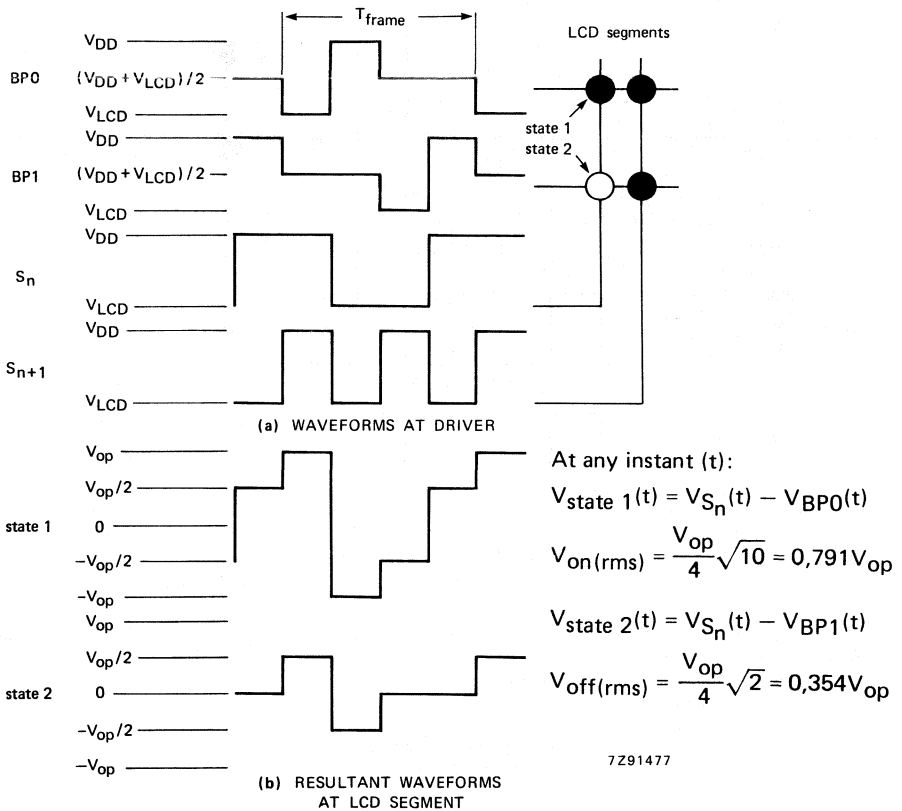 T_frame
LCD segments
BP0
V_DD
(V_DD + V_LCD)/2
V_LCD
state 1
state 2
BP1
V_DD
(V_DD + V_LCD)/2
V_LCD
S_n
V_DD
V_LCD
S_n+1
V_DD
V_LCD
(a) WAVEFORMS AT DRIVER
state 1
V_op
V_op/2
0
−V_op/2
−V_op
state 2
V_op
V_op/2
0
−V_op/2
−V_op
(b) RESULTANT WAVEFORMS
AT LCD SEGMENT
At any instant (t):
V_state 1(t) = V_Sn(t) − V_BP0(t)
V_on(rms) = V_op/4 √10 = 0,791V_op
V_state 2(t) = V_Sn(t) − V_BP1(t)
V_off(rms) = V_op/4 √2 = 0,354V_op
7Z91477